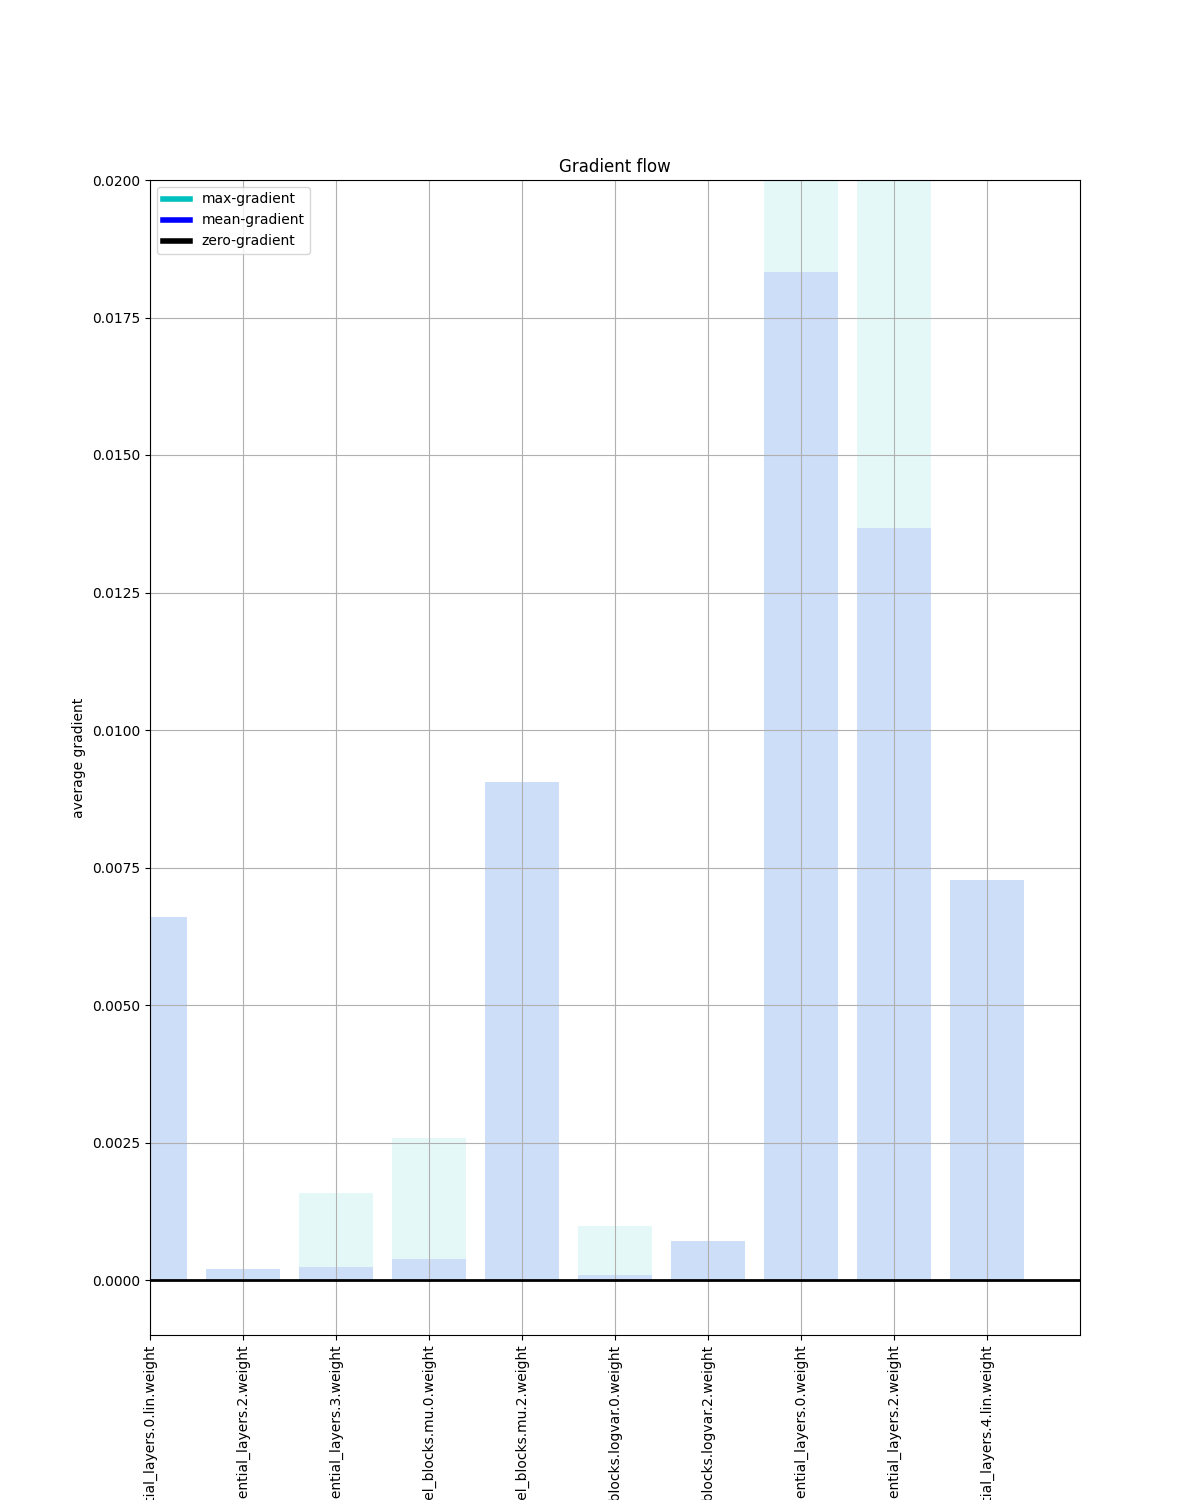 Gradient flow
max-gradient
mean-gradient
zero-gradient
0.0200
0.0175
0.0150
0.0125
0.0100
0.0075
0.0050
0.0025
0.0000
average gradient
tial_layers.0.lin.weight
ential_layers.2.weight
ential_layers.3.weight
el_blocks.mu.0.weight
el_blocks.mu.2.weight
blocks.logvar.0.weight
blocks.logvar.2.weight
ential_layers.0.weight
ential_layers.2.weight
tial_layers.4.lin.weight